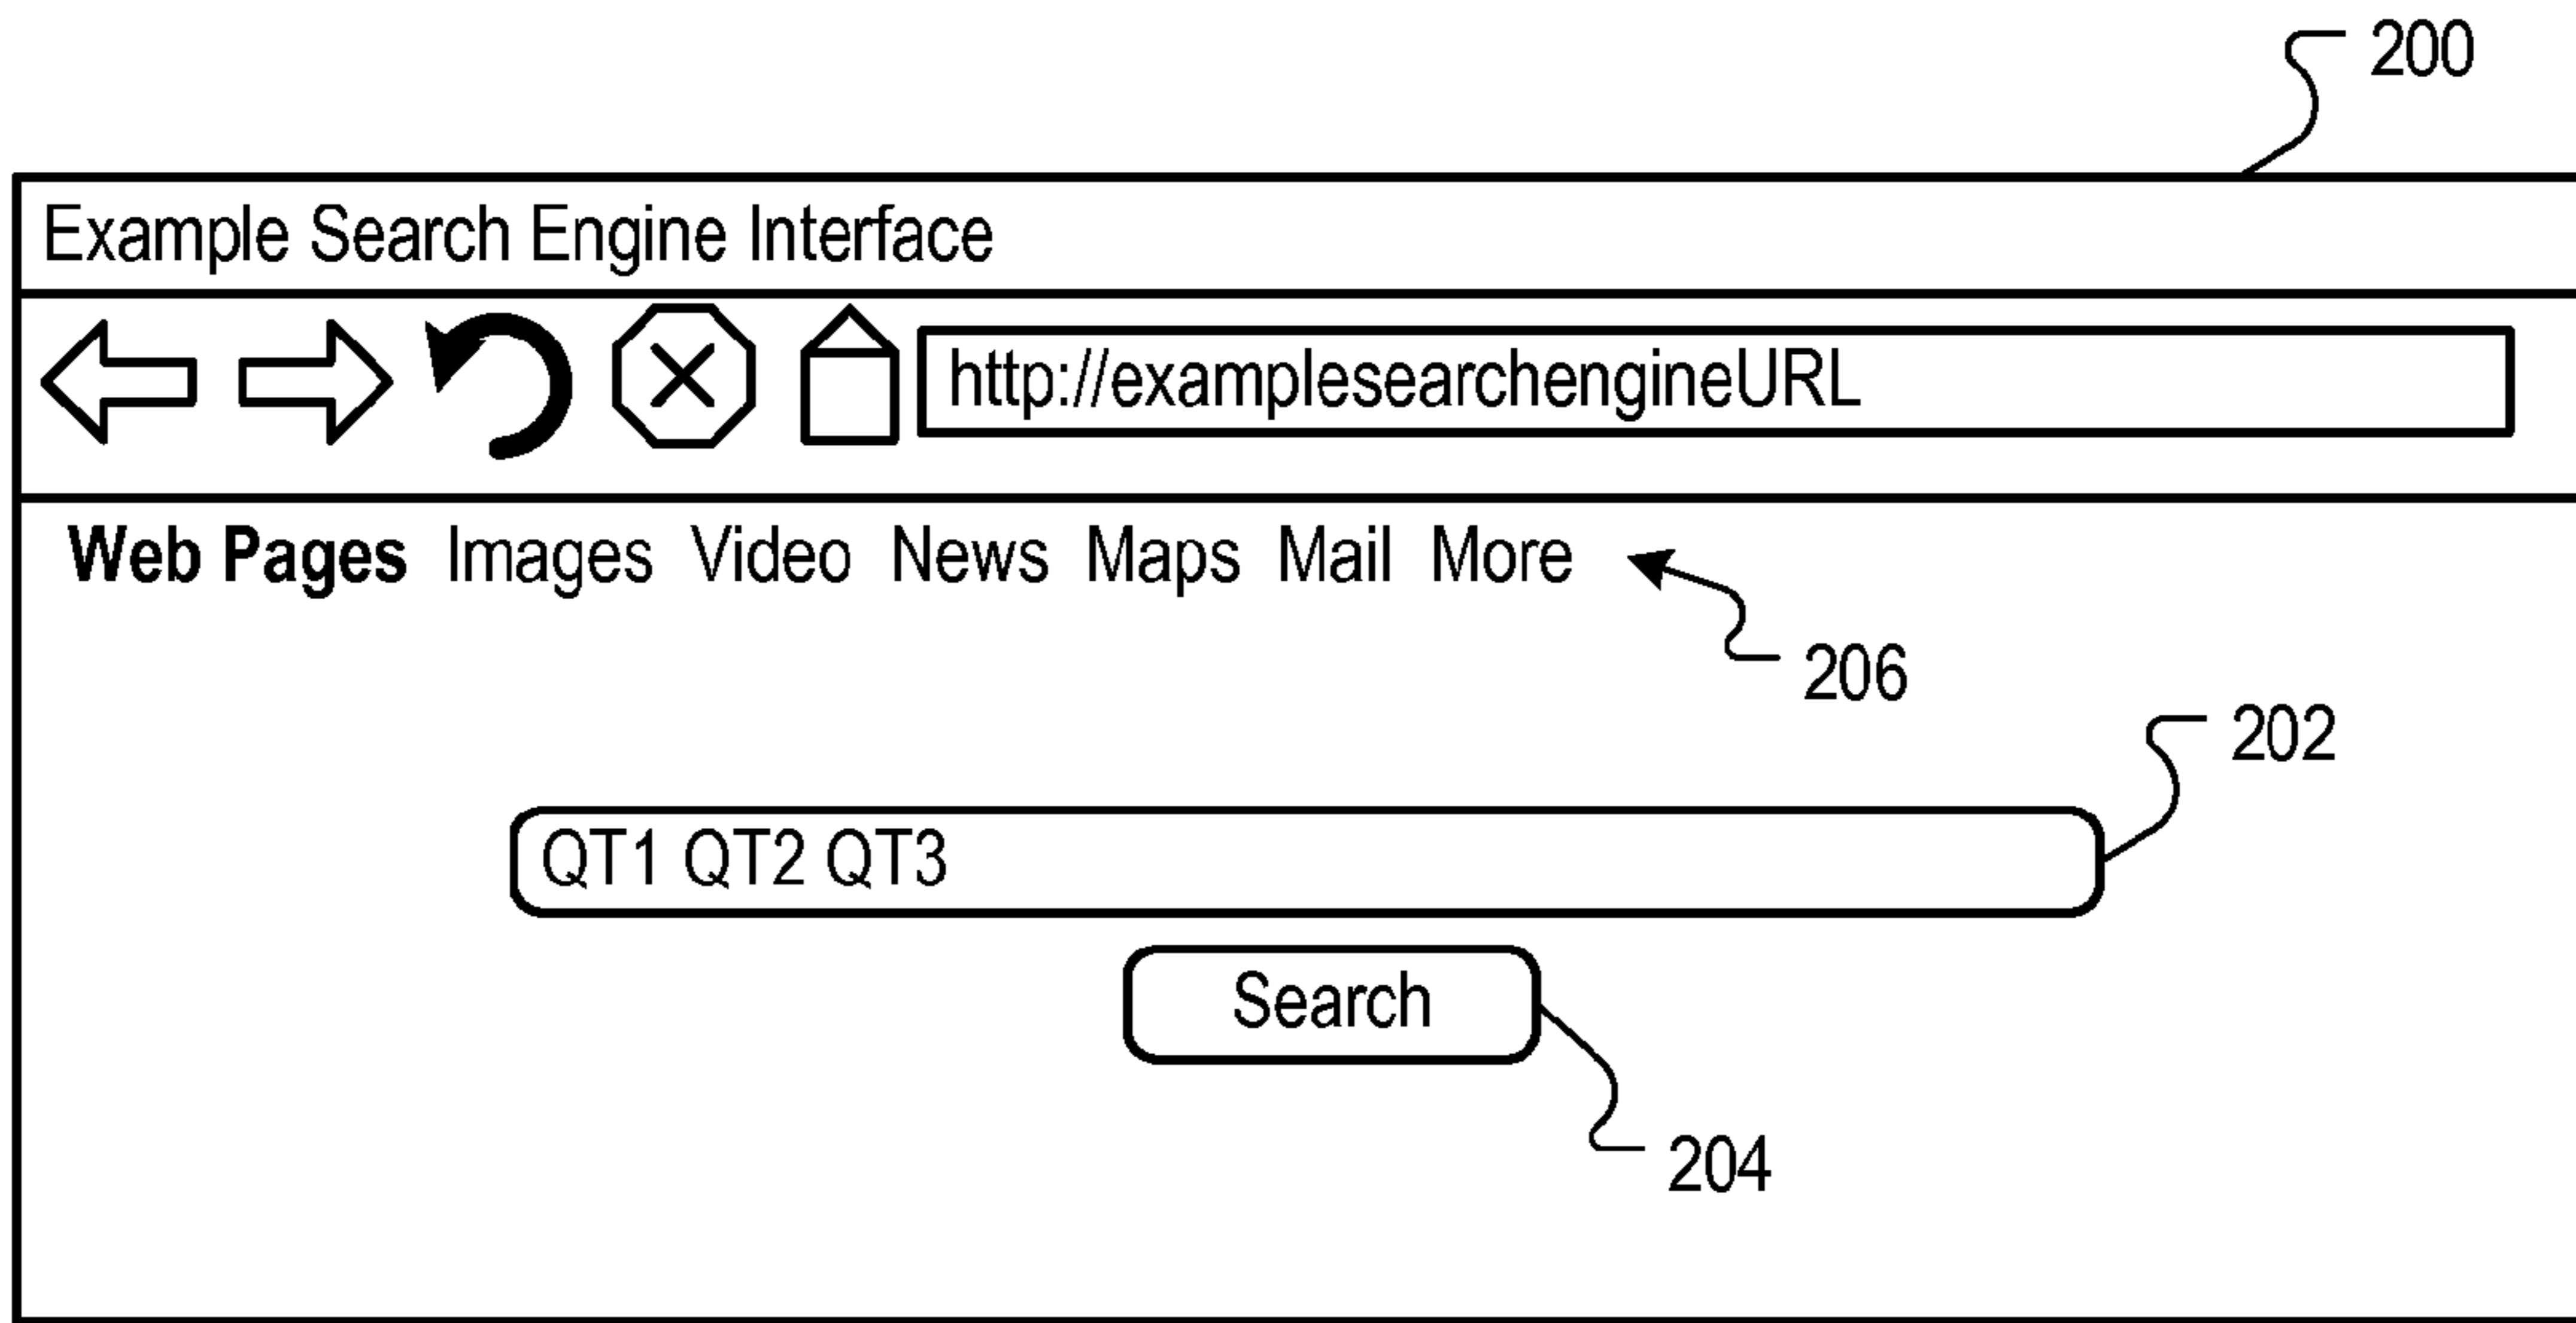 200
Example Search Engine Interface
http://examplesearchengineURL
Web Pages Images Video News Maps Mail More
206
202
QT1 QT2 QT3
Search
204